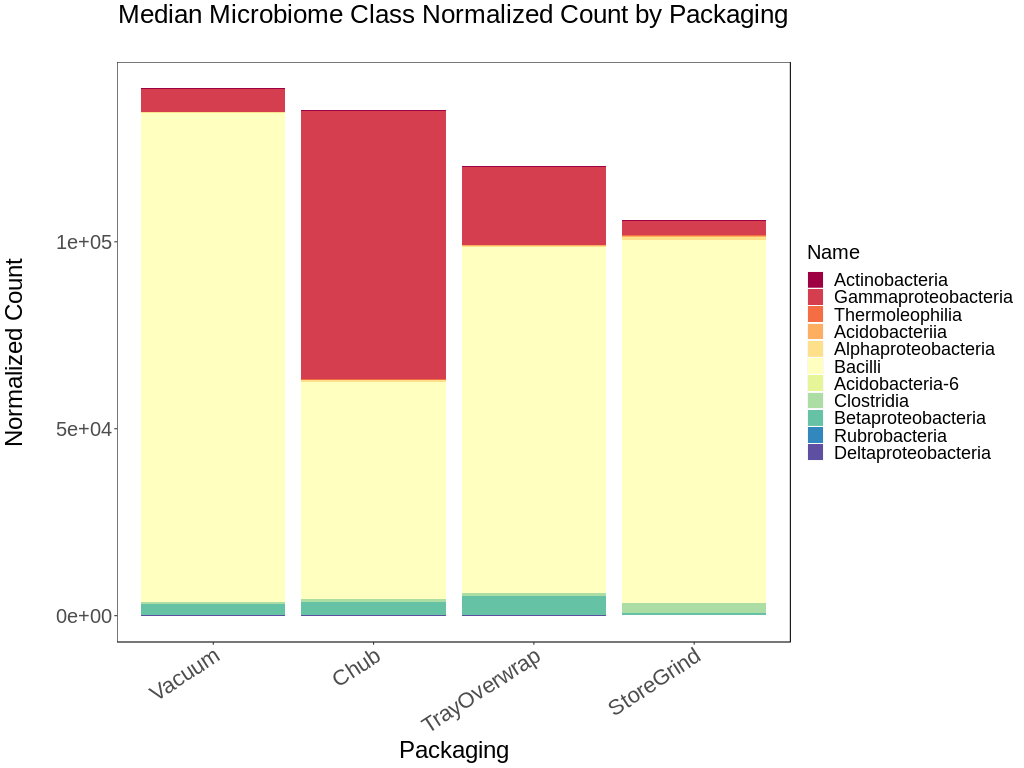 Median Microbiome Class Normalized Count by Packaging
Normalized Count
1e+05
5e+04
0e+00
Vacuum
Chub
TrayOverwrap
StoreGrind
Packaging
Name
Actinobacteria
Gammaproteobacteria
Thermoleophilia
Acidobacteriia
Alphaproteobacteria
Bacilli
Acidobacteria-6
Clostridia
Betaproteobacteria
Rubrobacteria
Deltaproteobacteria